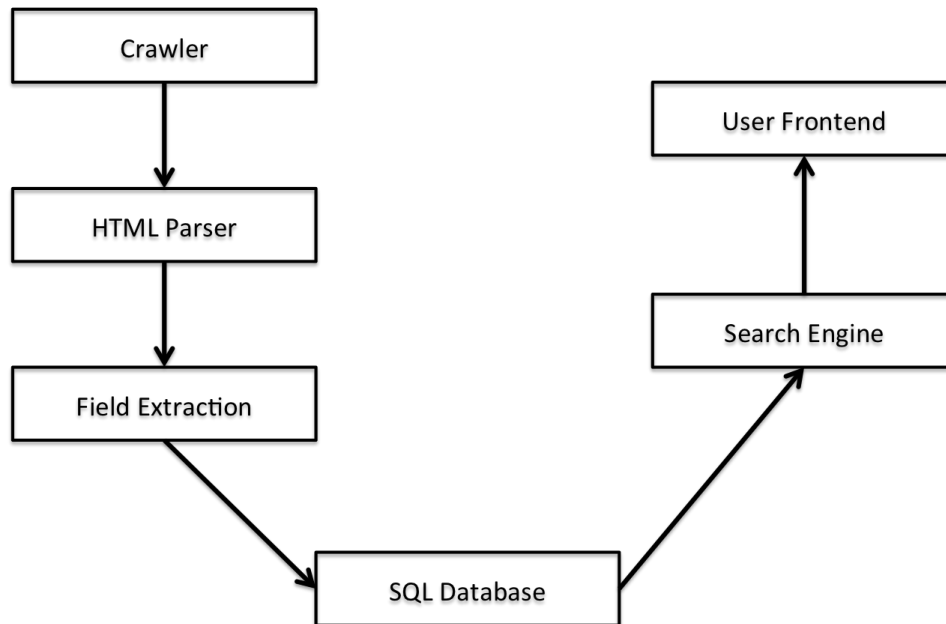 Crawler
HTML Parser
Field Extraction
SQL Database
Search Engine
User Frontend